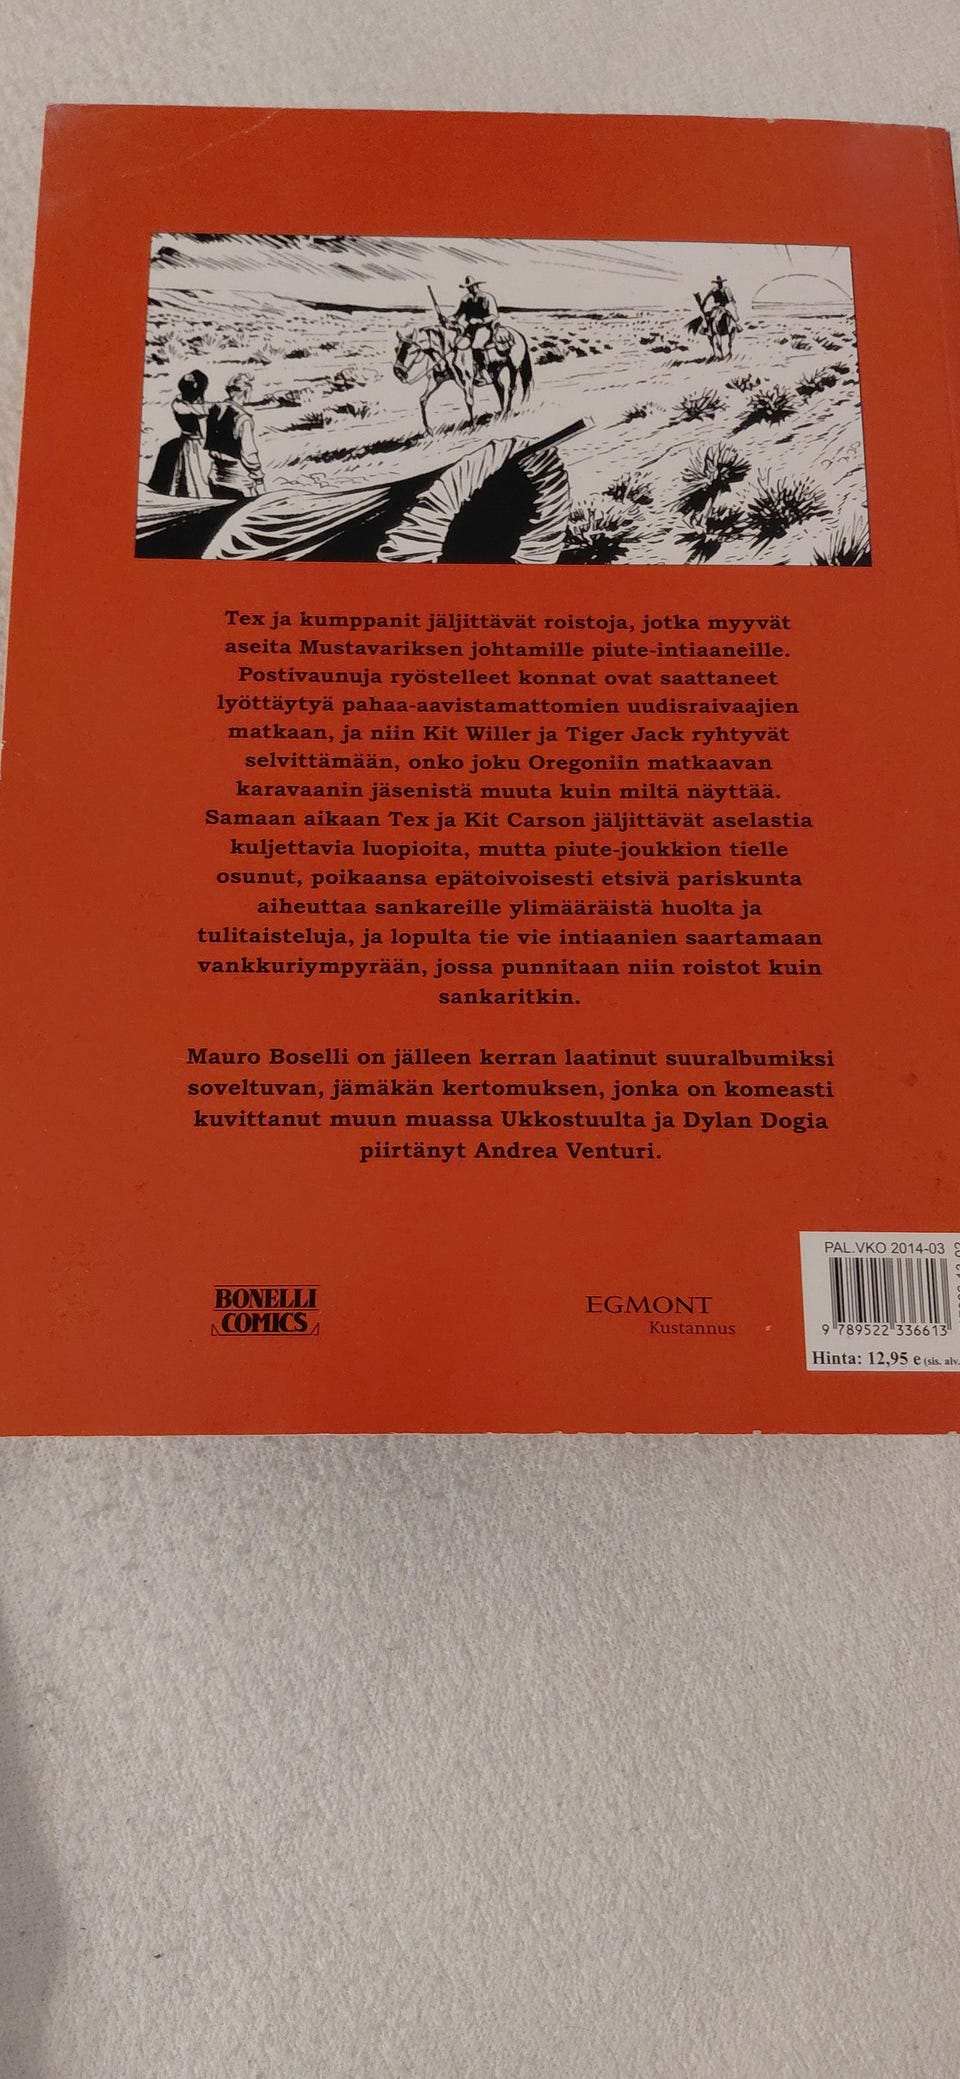 Tex ja kumppanit jäljittävät roistoja, jotka myyvät
aseita Mustavariksen johtamille piute-intiaaneille.
Postivaunuja ryöstelleet konnat ovat saattaneet
lyöttäytyä pahaa-aavistamattomien uudisraivaajien
matkaan, ja niin Kit Willer ja Tiger Jack ryhtyvät
selvittämään, onko joku Oregoniin matkaavan
karavaanin jäsenistä muuta kuin miltä näyttää.
Samaan aikaan Tex ja Kit Carson jäljittävät aselastia
kuljettavia luopioita, mutta piute-joukkion tielle
osunut, poikaansa epätoivoisesti etsivä pariskunta
aiheuttaa sankareille ylimääräistä huolta ja
tulitaisteluja, ja lopulta tie vie intiaanien saartamaan
vankkuriympyrään, jossa punnitaan niin roistot kuin
sankaritkin.
Mauro Boselli on jälleen kerran laatinut suuralbumiksi
soveltuvan, jämäkän kertomuksen, jonka on komeasti
kuvittanut muun muassa Ukkostuulta ja Dylan Dogia
piirtänyt Andrea Venturi.
BONELLI
COMICS
EGMONT
Kustannus
PAL.VKO 2014-03
9 789522 336613
Hinta: 12,95 e (sis. alv.